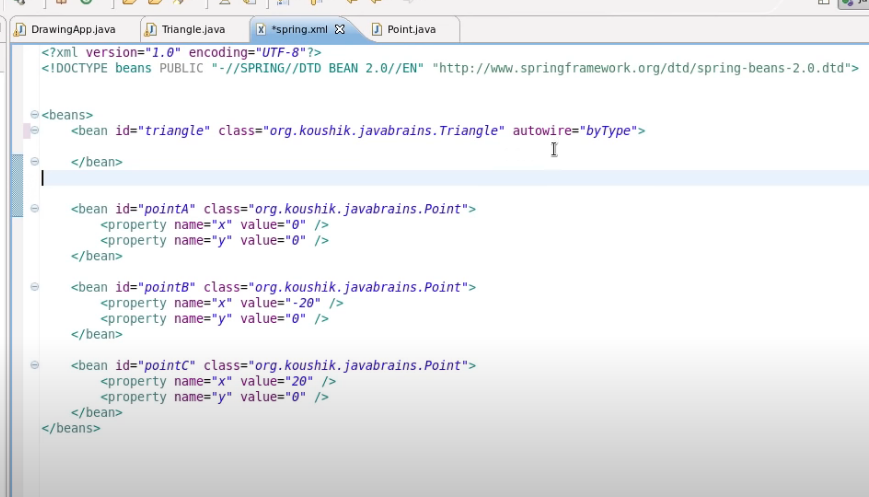 DrawingApp.java Triangle.java *spring.xml Point.java
<?xml version="1.0" encoding="UTF-8"?>
<!DOCTYPE beans PUBLIC "-//SPRING//DTD BEAN 2.0//EN" "http://www.springframework.org/dtd/spring-beans-2.0.dtd">
<beans>
<bean id="triangle" class="org.koushik.javabrains.Triangle" autowire="byType">
</bean>
<bean id="pointA" class="org.koushik.javabrains.Point">
<property name="x" value="0" />
<property name="y" value="0" />
</bean>
<bean id="pointB" class="org.koushik.javabrains.Point">
<property name="x" value="-20" />
<property name="y" value="0" />
</bean>
<bean id="pointC" class="org.koushik.javabrains.Point">
<property name="x" value="20" />
<property name="y" value="0" />
</bean>
</beans>